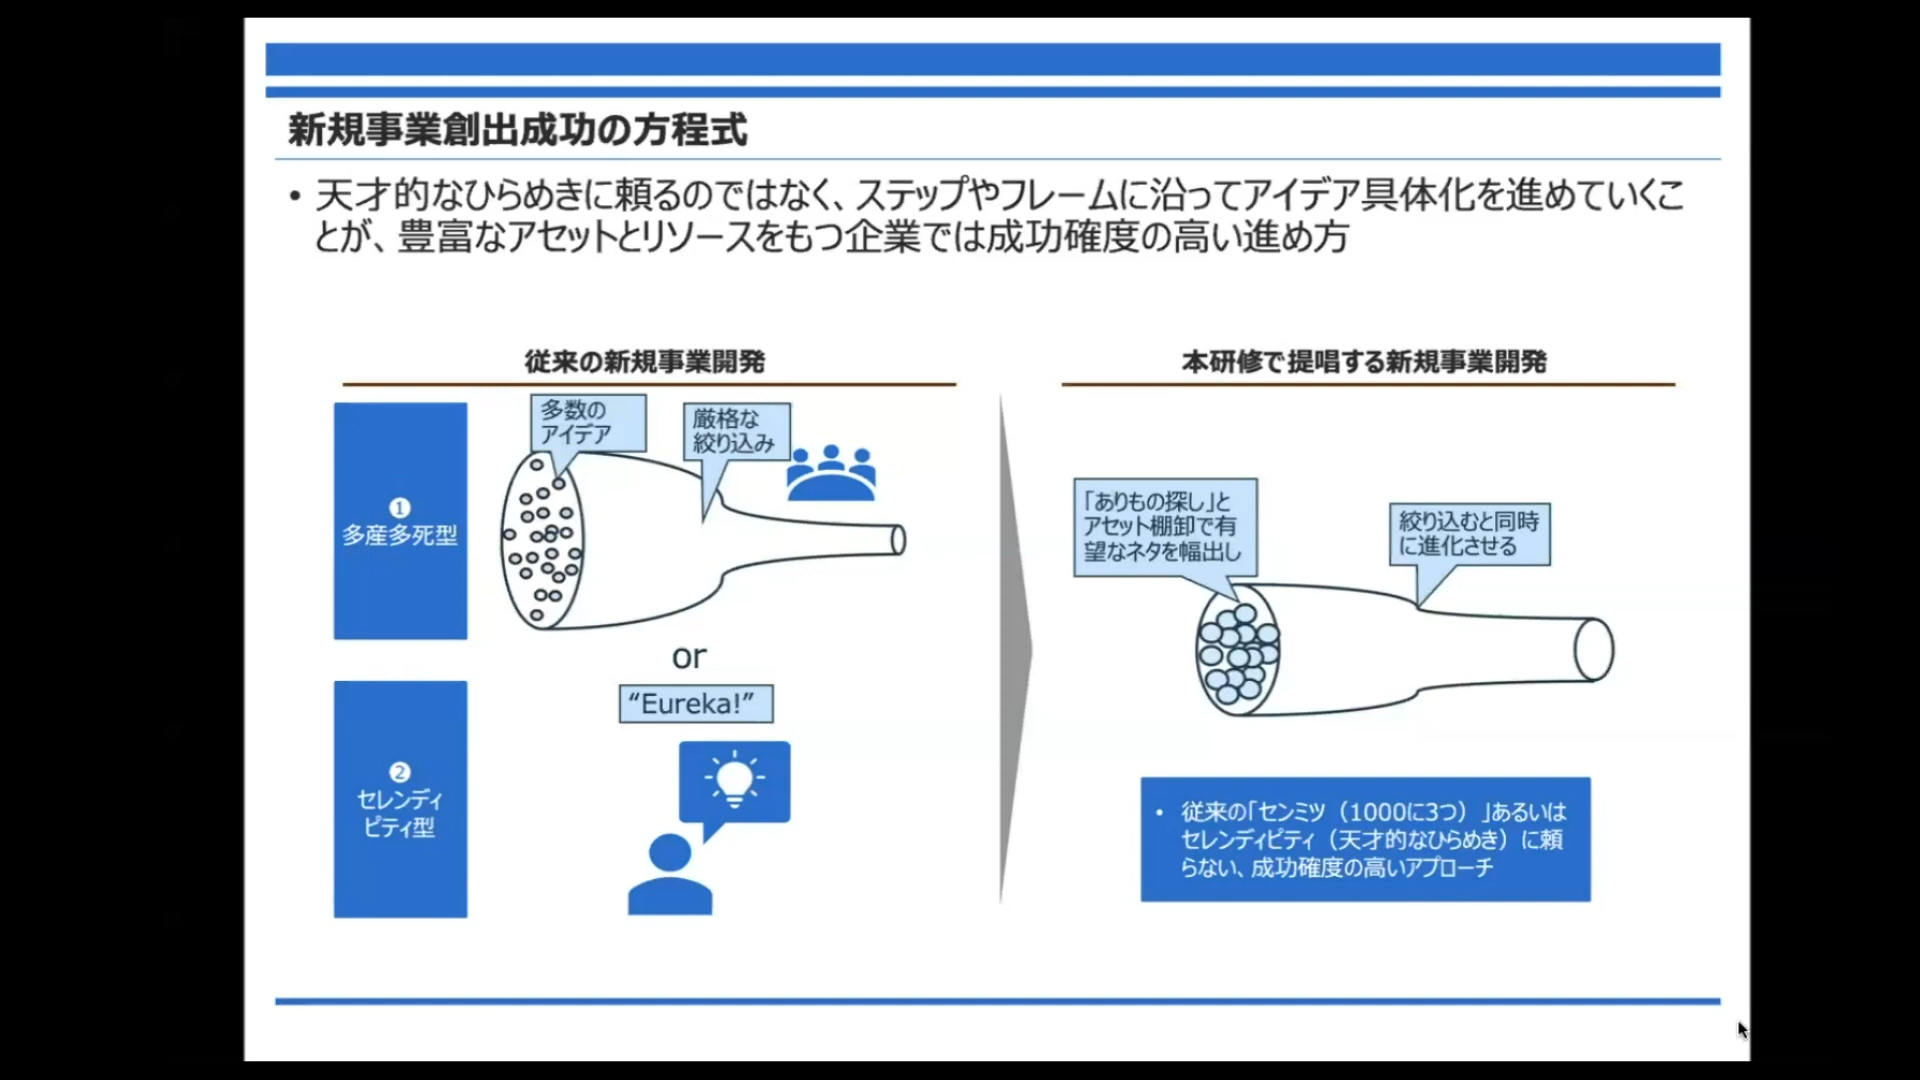 新規事業創出成功の方程式
• 天才的なひらめきに頼るのではなく、ステップやフレームに沿ってアイデア具体化を進めていくこ
とが、豊富なアセットとリソースをもつ企業では成功確度の高い進め方
従来の新規事業開発
❶
多産多死型
多数の
アイデア
厳格な
絞り込み
or
❷
セレンディ
ピティ型
“Eureka!”
本研修で提唱する新規事業開発
「ありもの探し」と
アセット棚卸で有
望なネタを幅出し
絞り込むと同時
に進化させる
• 従来の「センミツ（1000に3つ）」あるいは
セレンディピティ（天才的なひらめき）に頼
らない、成功確度の高いアプローチ